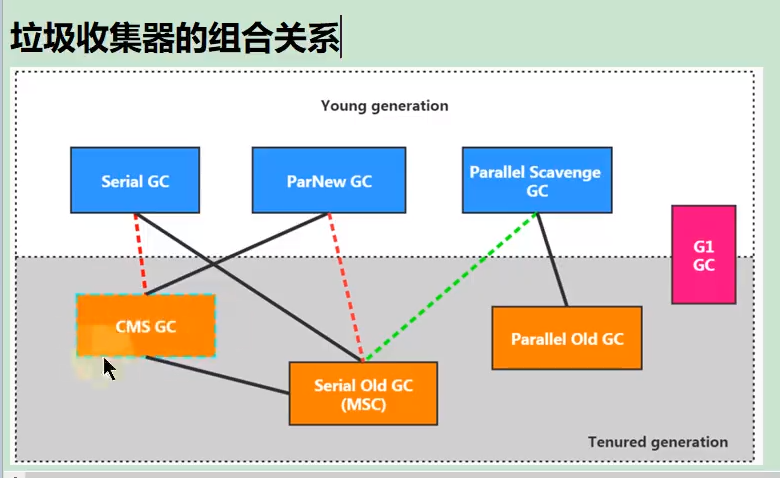 垃圾收集器的组合关系
Young generation
Serial GC
ParNew GC
Parallel Scavenge
GC
G1
GC
CMS GC
Parallel Old GC
Serial Old GC
(MSC)
Tenured generation